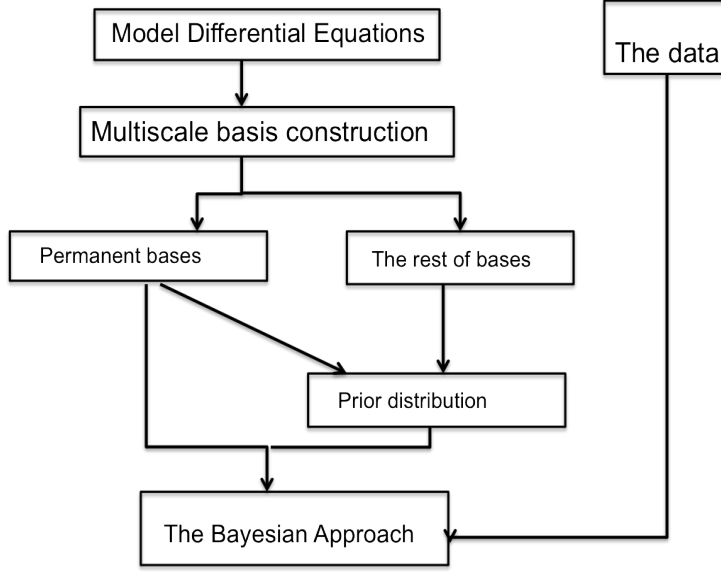 Model Differential Equations
The data
Multiscale basis construction
Permanent bases
The rest of bases
Prior distribution
The Bayesian Approach